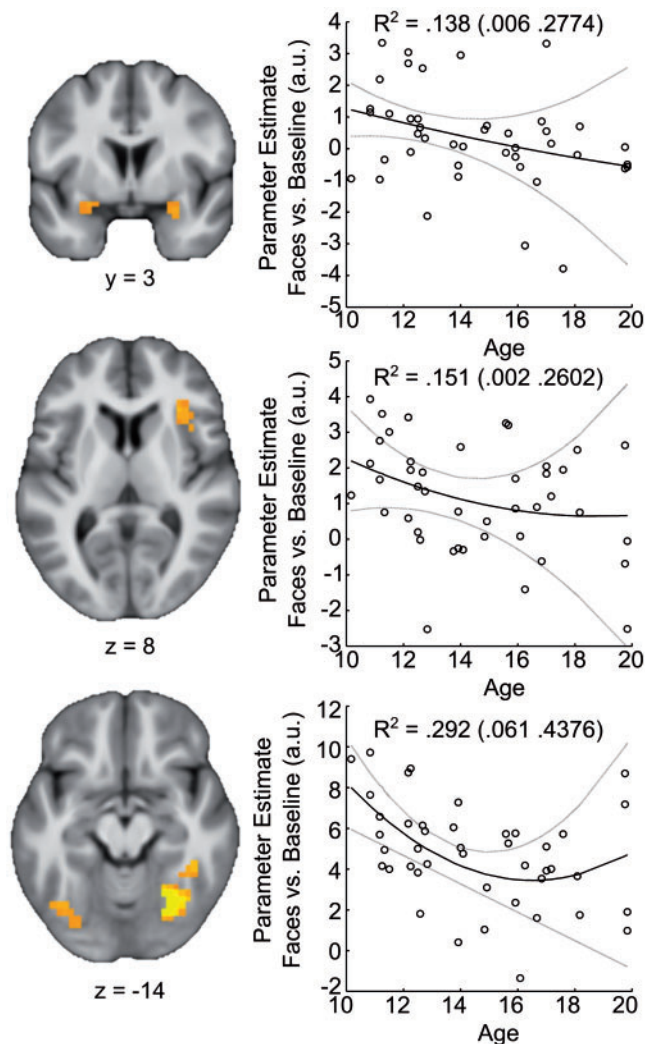 y = 3
Parameter Estimate
Faces vs. Baseline (a.u.)
R² = .138 (.006 .2774)
4
3
2
1
0
-1
-2
-3
-4
-5
10 12 14 16 18 20
Age
z = 8
Parameter Estimate
Faces vs. Baseline (a.u.)
R² = .151 (.002 .2602)
5
4
3
2
1
0
-1
-2
-3
10 12 14 16 18 20
Age
z = -14
Parameter Estimate
Faces vs. Baseline (a.u.)
R² = .292 (.061 .4376)
12
10
8
6
4
2
0
-2
10 12 14 16 18 20
Age